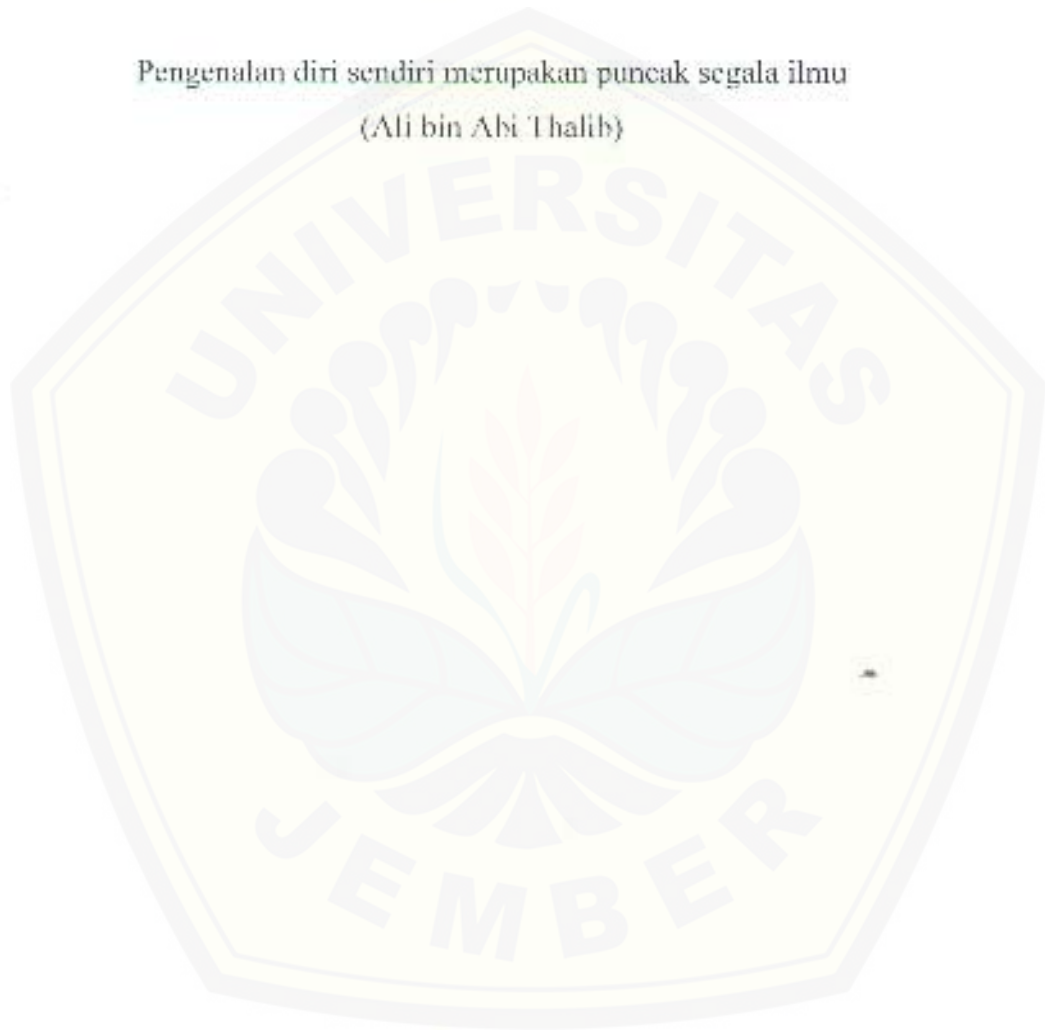 Pengenalan diri sendiri merupakan puncak segala ilmu
(Ali bin Abi Thalib)
UNIVERSITAS
JEMBER